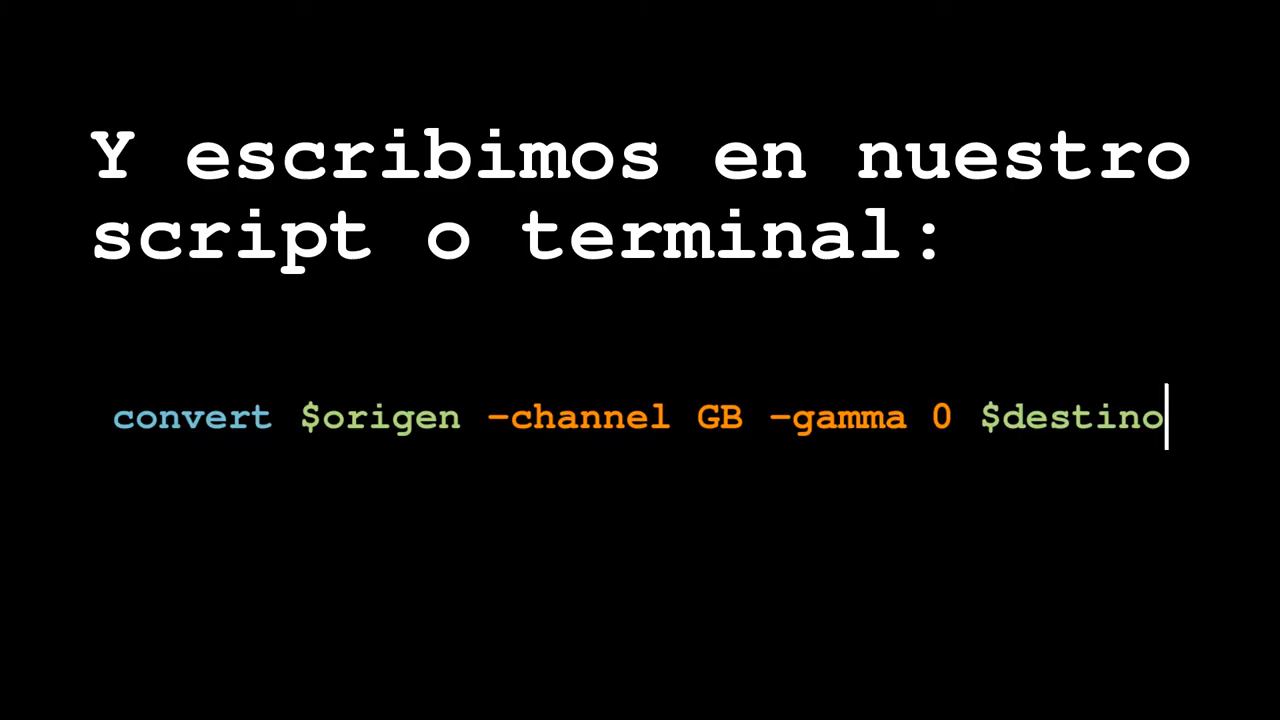 Y escribimos en nuestro
script o terminal:
convert $origen -channel GB -gamma 0 $destino